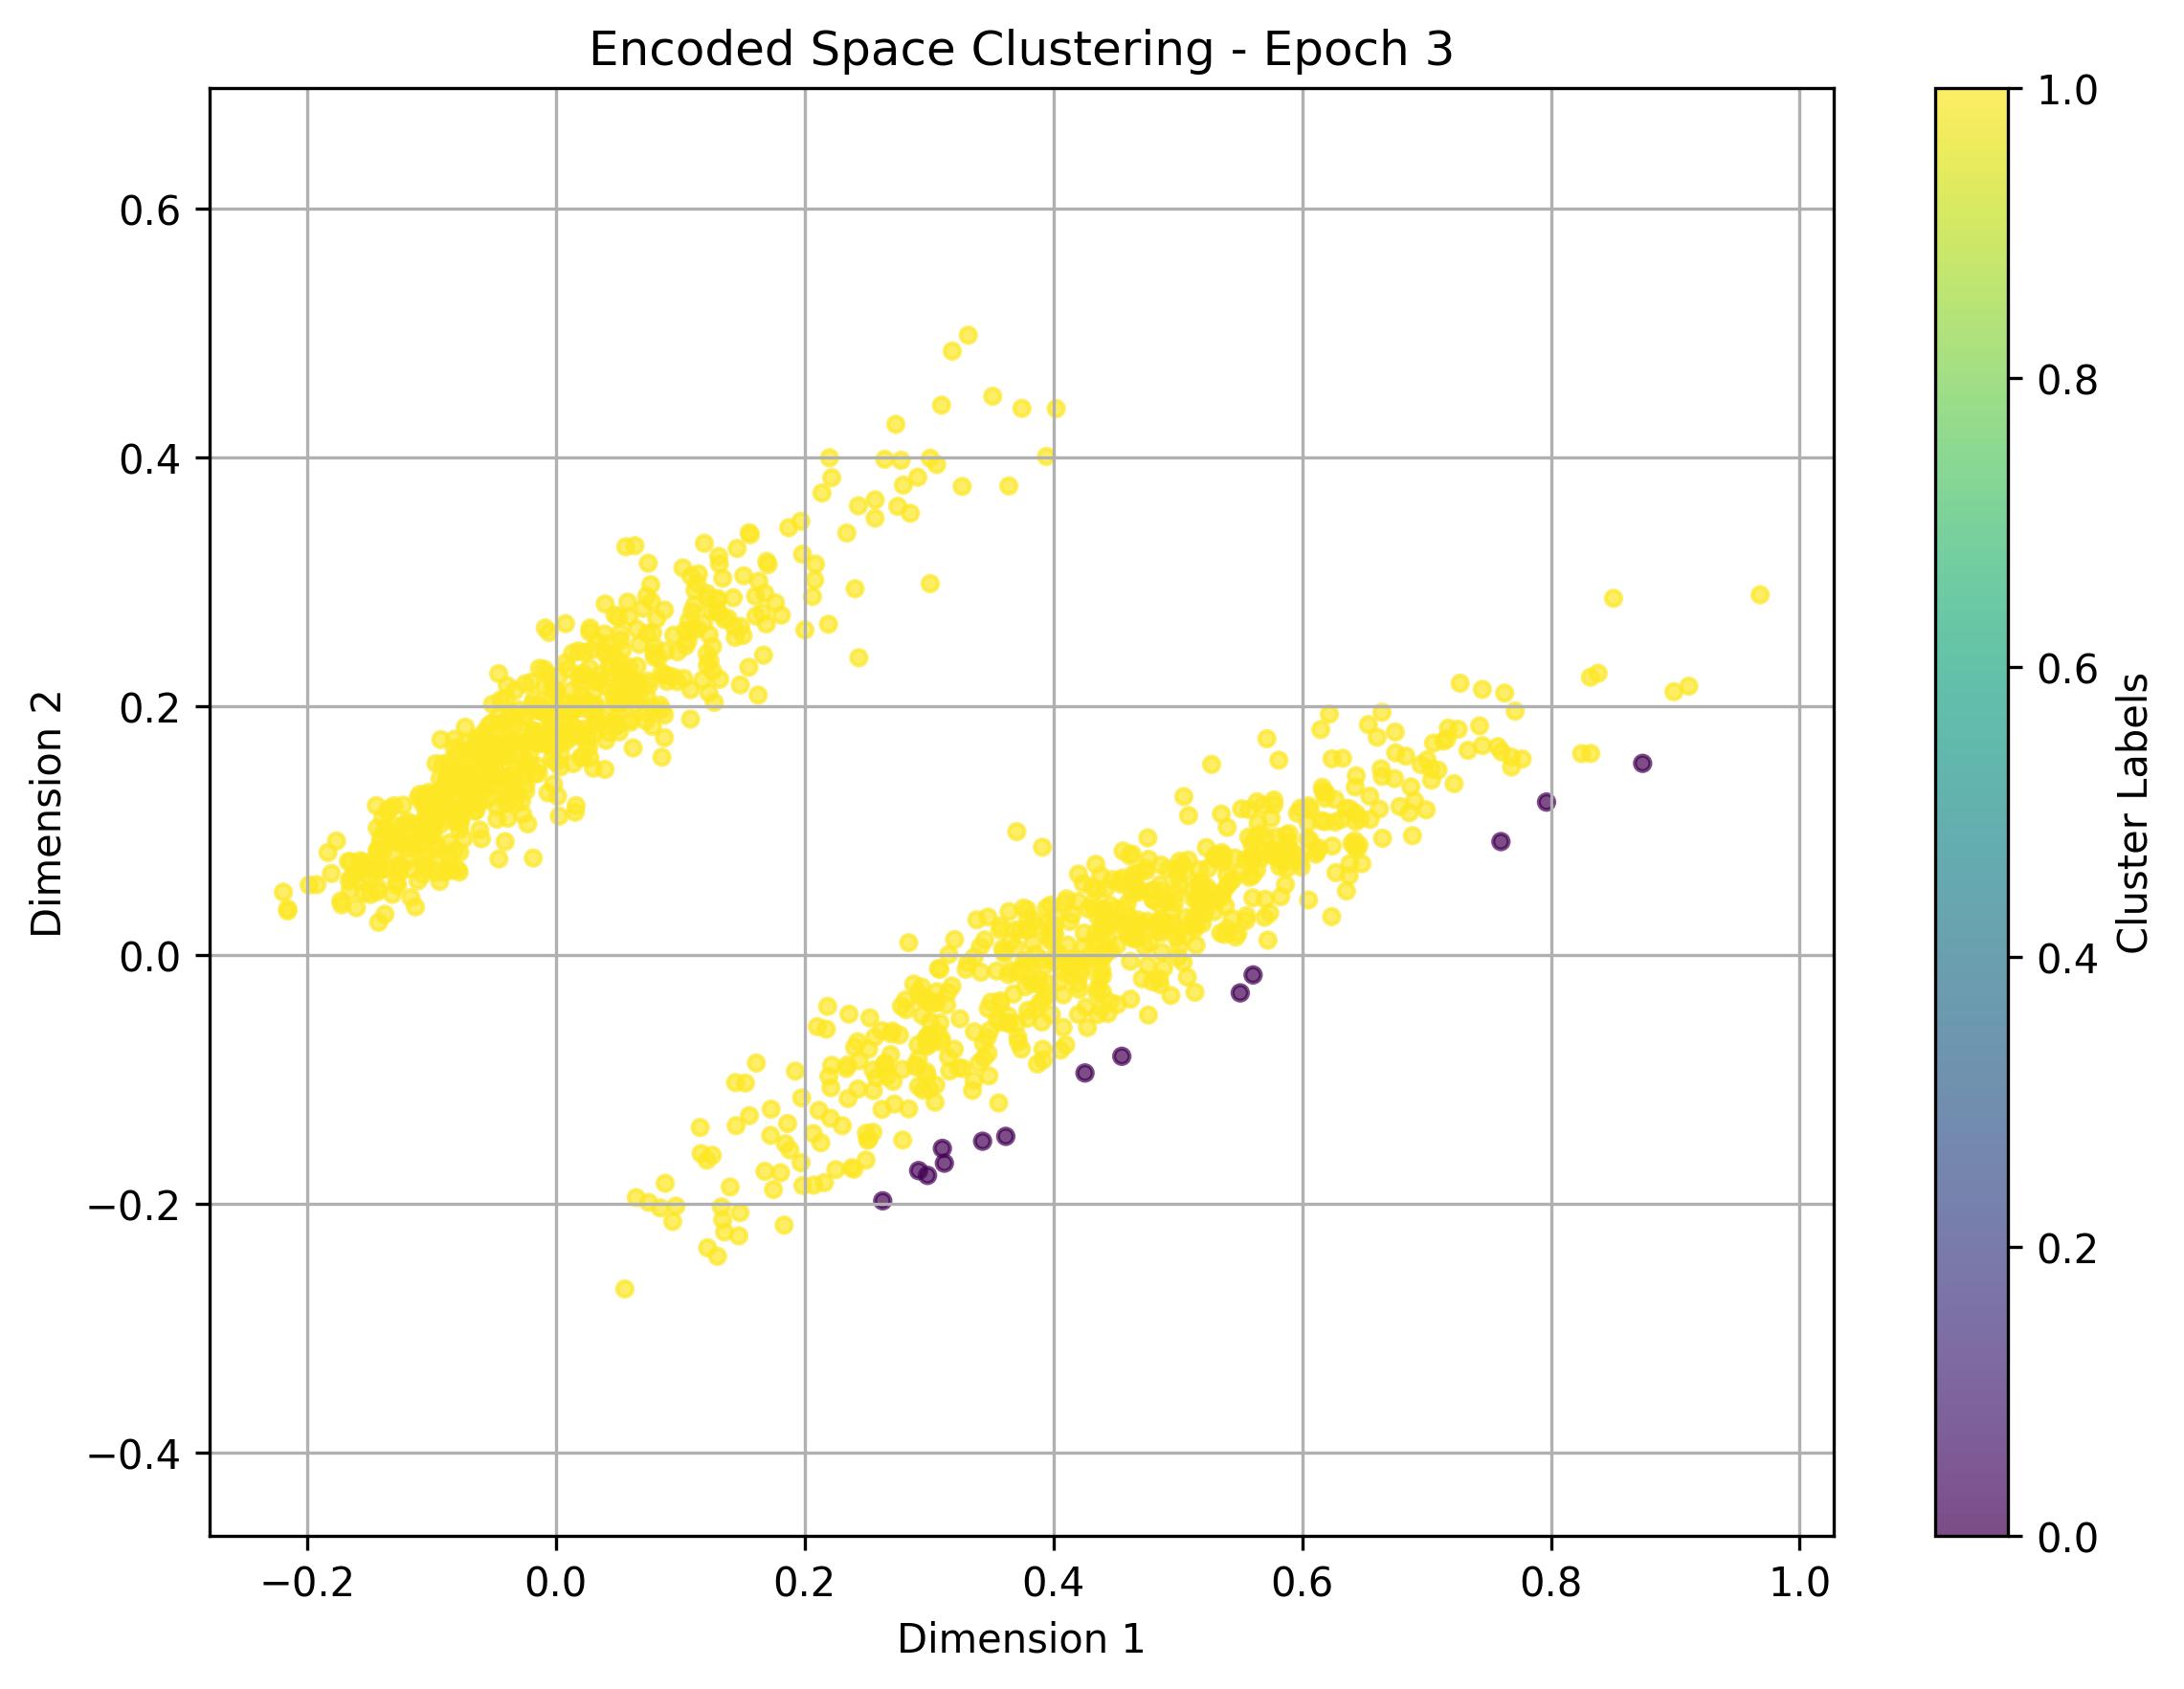 Encoded Space Clustering - Epoch 3
1.0
0.8
0.6
0.4
0.2
0.0
Cluster Labels
0.6
0.4
0.2
0.0
−0.2
−0.4
Dimension 2
−0.2 0.0 0.2 0.4 0.6 0.8 1.0
Dimension 1